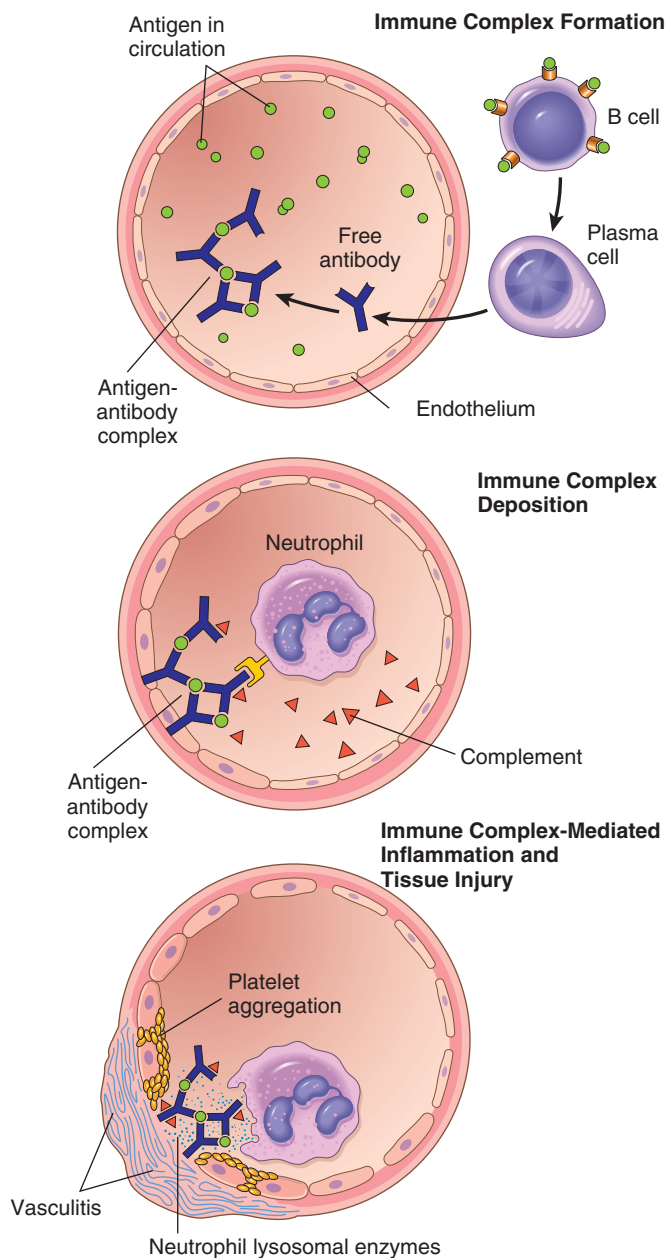 Immune Complex Formation
Antigen in
circulation
B cell
Plasma
cell
Free
antibody
Antigen-
antibody
complex
Endothelium
Immune Complex
Deposition
Neutrophil
Complement
Antigen-
antibody
complex
Immune Complex-Mediated
Inflammation and
Tissue Injury
Platelet
aggregation
Vasculitis
Neutrophil lysosomal enzymes